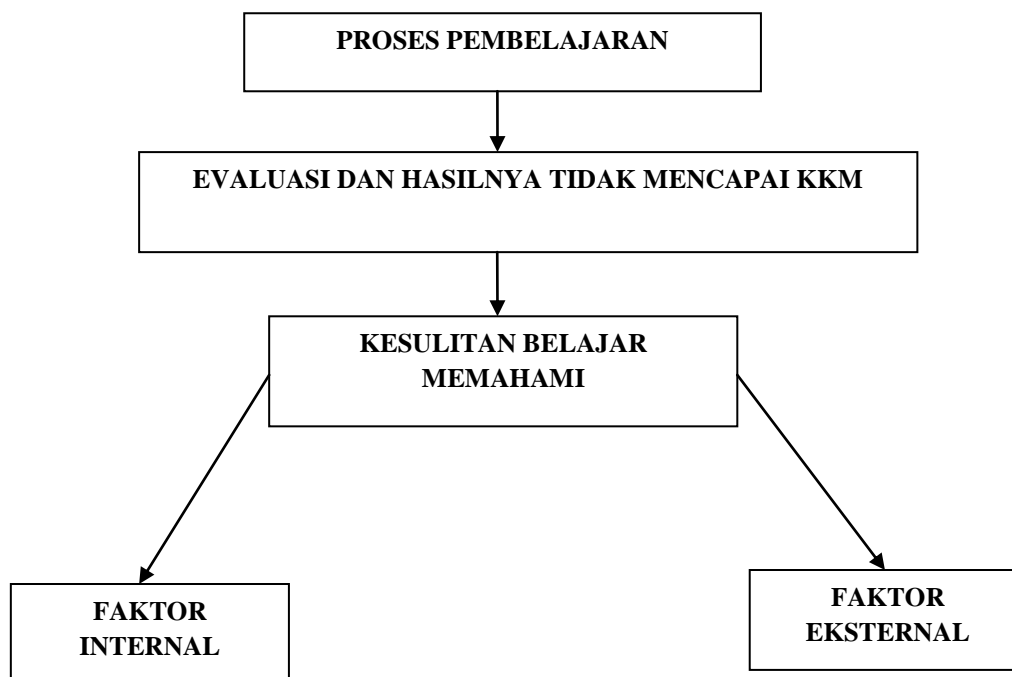 PROSES PEMBELAJARAN
EVALUASI DAN HASILNYA TIDAK MENCAPAI KKM
KESULITAN BELAJAR
MEMAHAMI
FAKTOR
INTERNAL
FAKTOR
EKSTERNAL